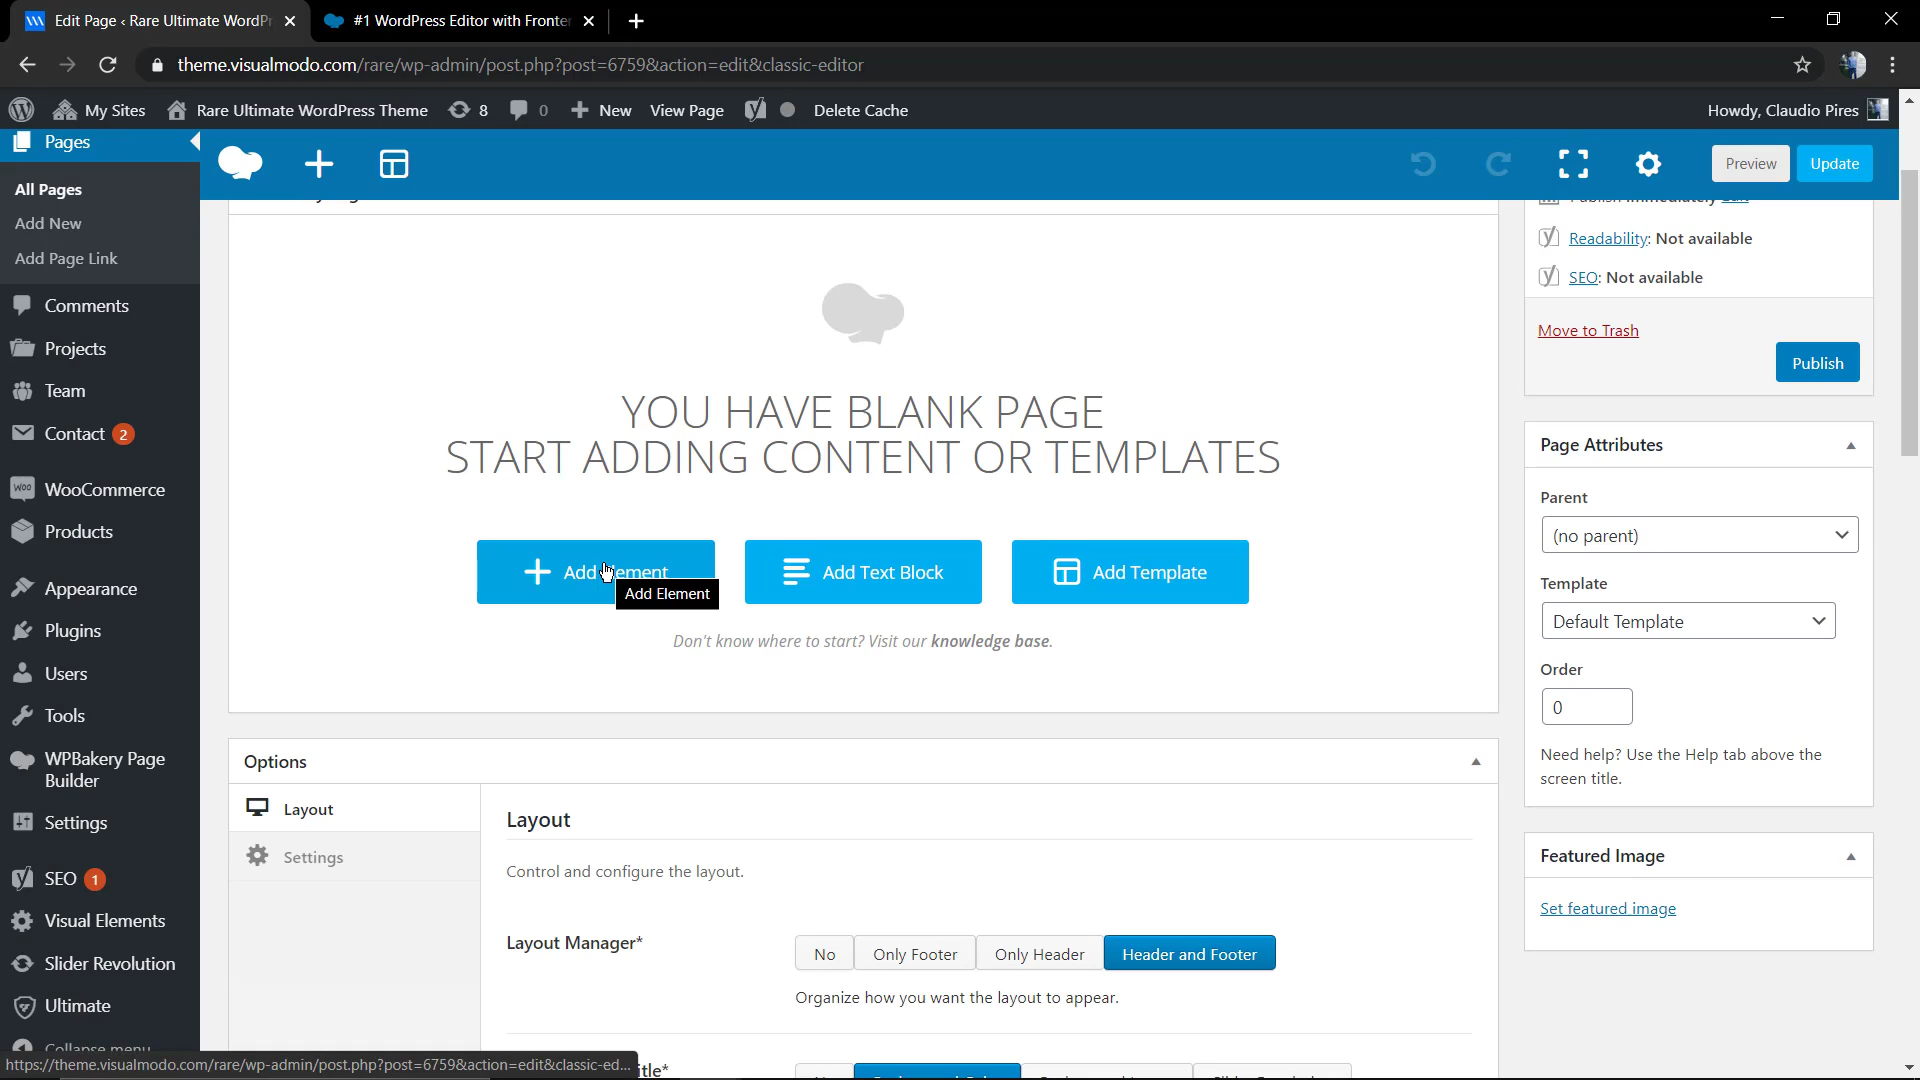 Edit Page ‹ Rare Ultimate WordPr
#1 WordPress Editor with Fronte
theme.visualmodo.com/rare/wp-admin/post.php?post=6759&action=edit&classic-editor
My Sites
Rare Ultimate WordPress Theme
8
0
New
View Page
Delete Cache
Howdy, Claudio Pires
Pages
Preview
Update
All Pages
Add New
Add Page Link
Comments
Projects
Team
Contact 2
WooCommerce
Products
Appearance
Plugins
Users
Tools
WPBakery Page
Builder
Settings
SEO 1
Visual Elements
Slider Revolution
Ultimate
Collapse menu
YOU HAVE BLANK PAGE
START ADDING CONTENT OR TEMPLATES
Add Element
Add Element
Add Text Block
Add Template
Don't know where to start? Visit our knowledge base.
Options
Layout
Settings
Layout
Control and configure the layout.
Layout Manager*
No
Only Footer
Only Header
Header and Footer
Organize how you want the layout to appear.
itle*
Publish immediately Edit
Readability: Not available
SEO: Not available
Move to Trash
Publish
Page Attributes
Parent
(no parent)
Template
Default Template
Order
0
Need help? Use the Help tab above the
screen title.
Featured Image
Set featured image
https://theme.visualmodo.com/rare/wp-admin/post.php?post=6759&action=edit&classic-ed...